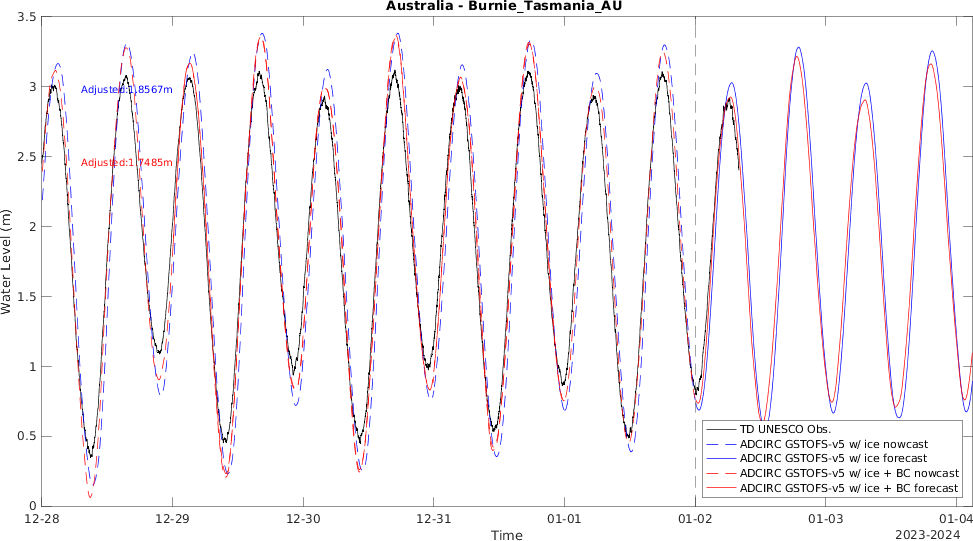 Australia - Burnie_Tasmania_AU
3.5
3
2.5
2
1.5
1
0.5
0
Water Level (m)
Adjusted:1.8567m
Adjusted:1.7485m
TD UNESCO Obs.
ADCIRC GSTOFS-v5 w/ ice nowcast
ADCIRC GSTOFS-v5 w/ ice forecast
ADCIRC GSTOFS-v5 w/ ice + BC nowcast
ADCIRC GSTOFS-v5 w/ ice + BC forecast
12-28
12-29
12-30
12-31
01-01
01-02
01-03
01-04
Time
2023-2024